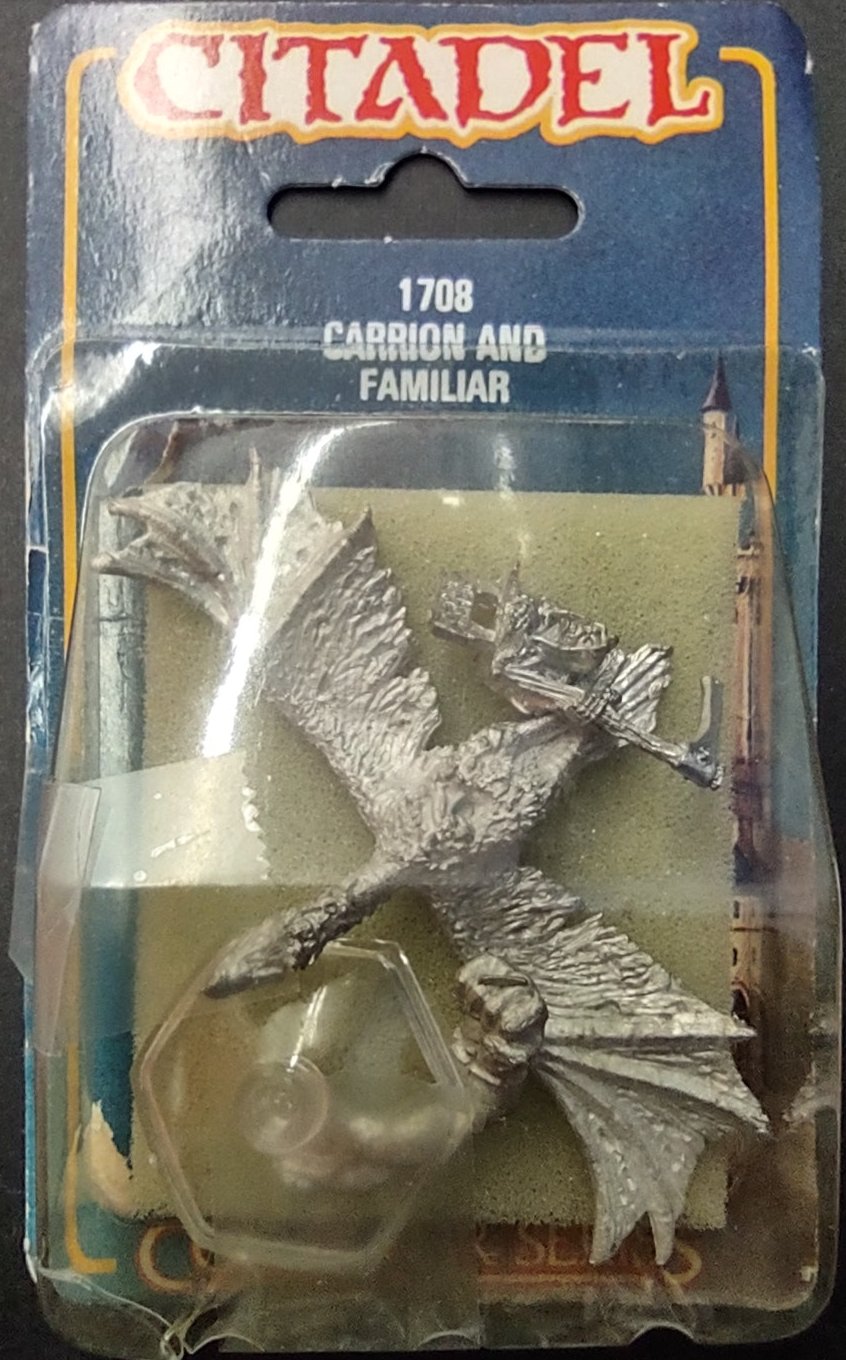 CITADEL
1708
CARRION AND
FAMILIAR